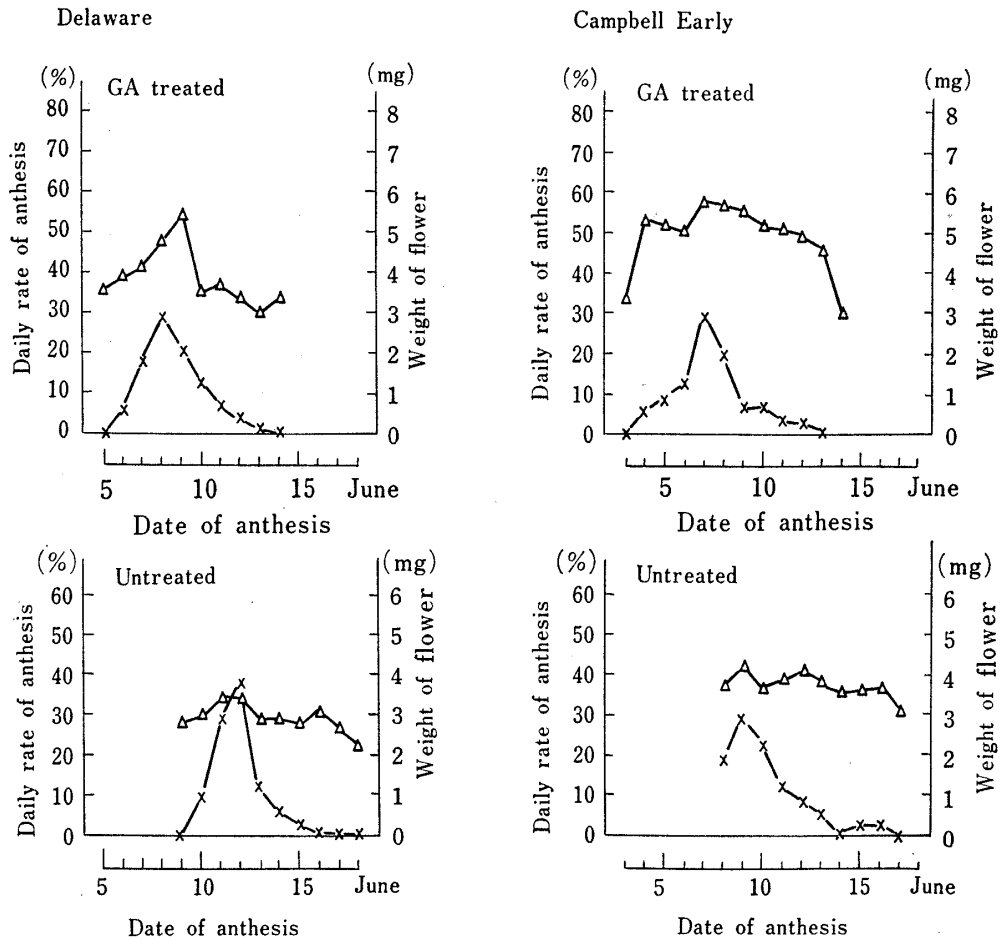 Delaware
(%)
(mg)
GA treated
Daily rate of anthesis
80
70
60
50
40
30
20
10
0
8
7
6
5
4
3
2
1
0
Weight of flower
5 10 15 June
Date of anthesis
Campbell Early
(%)
(mg)
GA treated
Daily rate of anthesis
80
70
60
50
40
30
20
10
0
8
7
6
5
4
3
2
1
0
Weight of flower
5 10 15 June
Date of anthesis
(%)
(mg)
Untreated
Daily rate of anthesis
60
50
40
30
20
10
0
6
5
4
3
2
1
0
Weight of flower
5 10 15 June
Date of anthesis
(%)
(mg)
Untreated
Daily rate of anthesis
60
50
40
30
20
10
0
6
5
4
3
2
1
0
Weight of flower
5 10 15 June
Date of anthesis